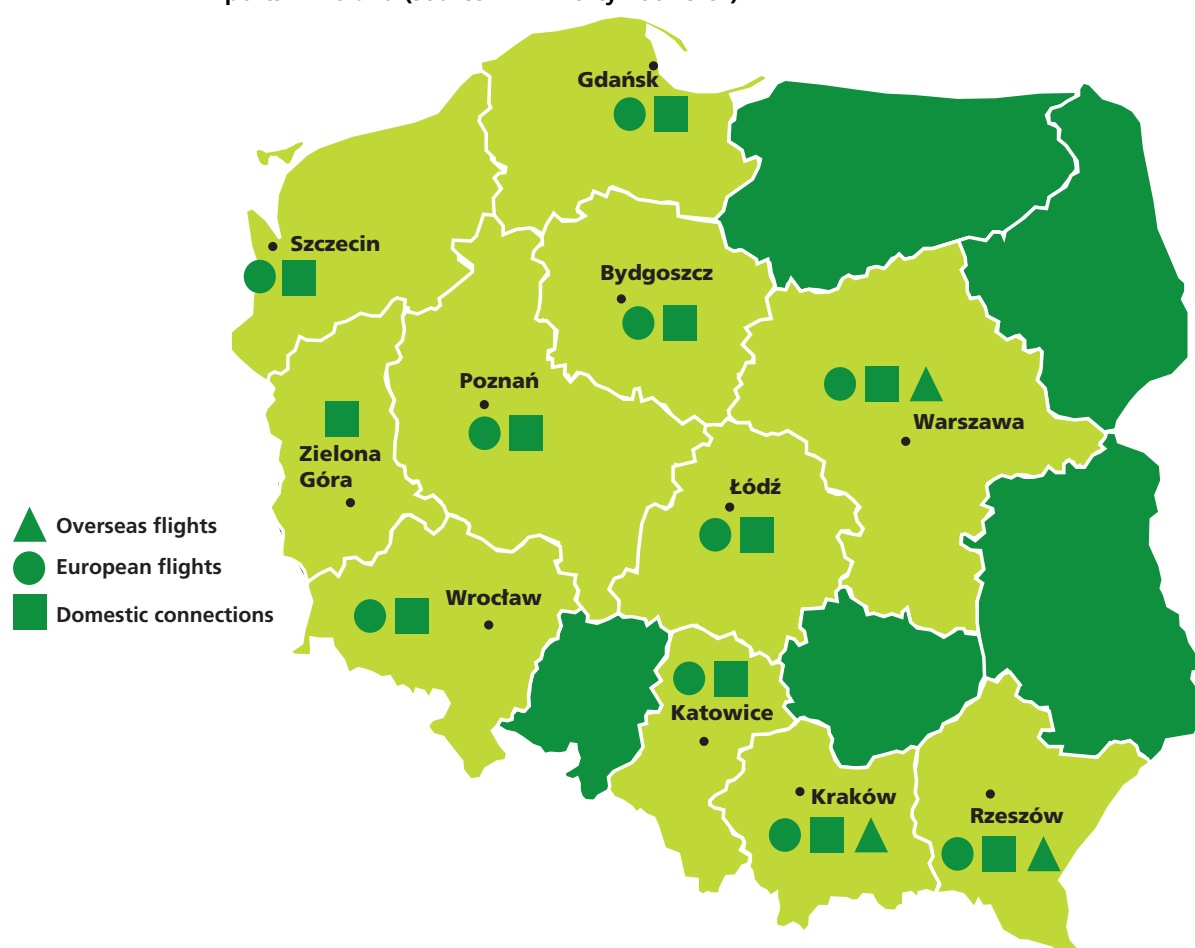 Gdańsk
Szczecin
Bydgoszcz
Poznań
Warszawa
Zielona
Góra
Łódź
Overseas flights
European flights
Domestic connections
Wrocław
Katowice
Kraków
Rzeszów